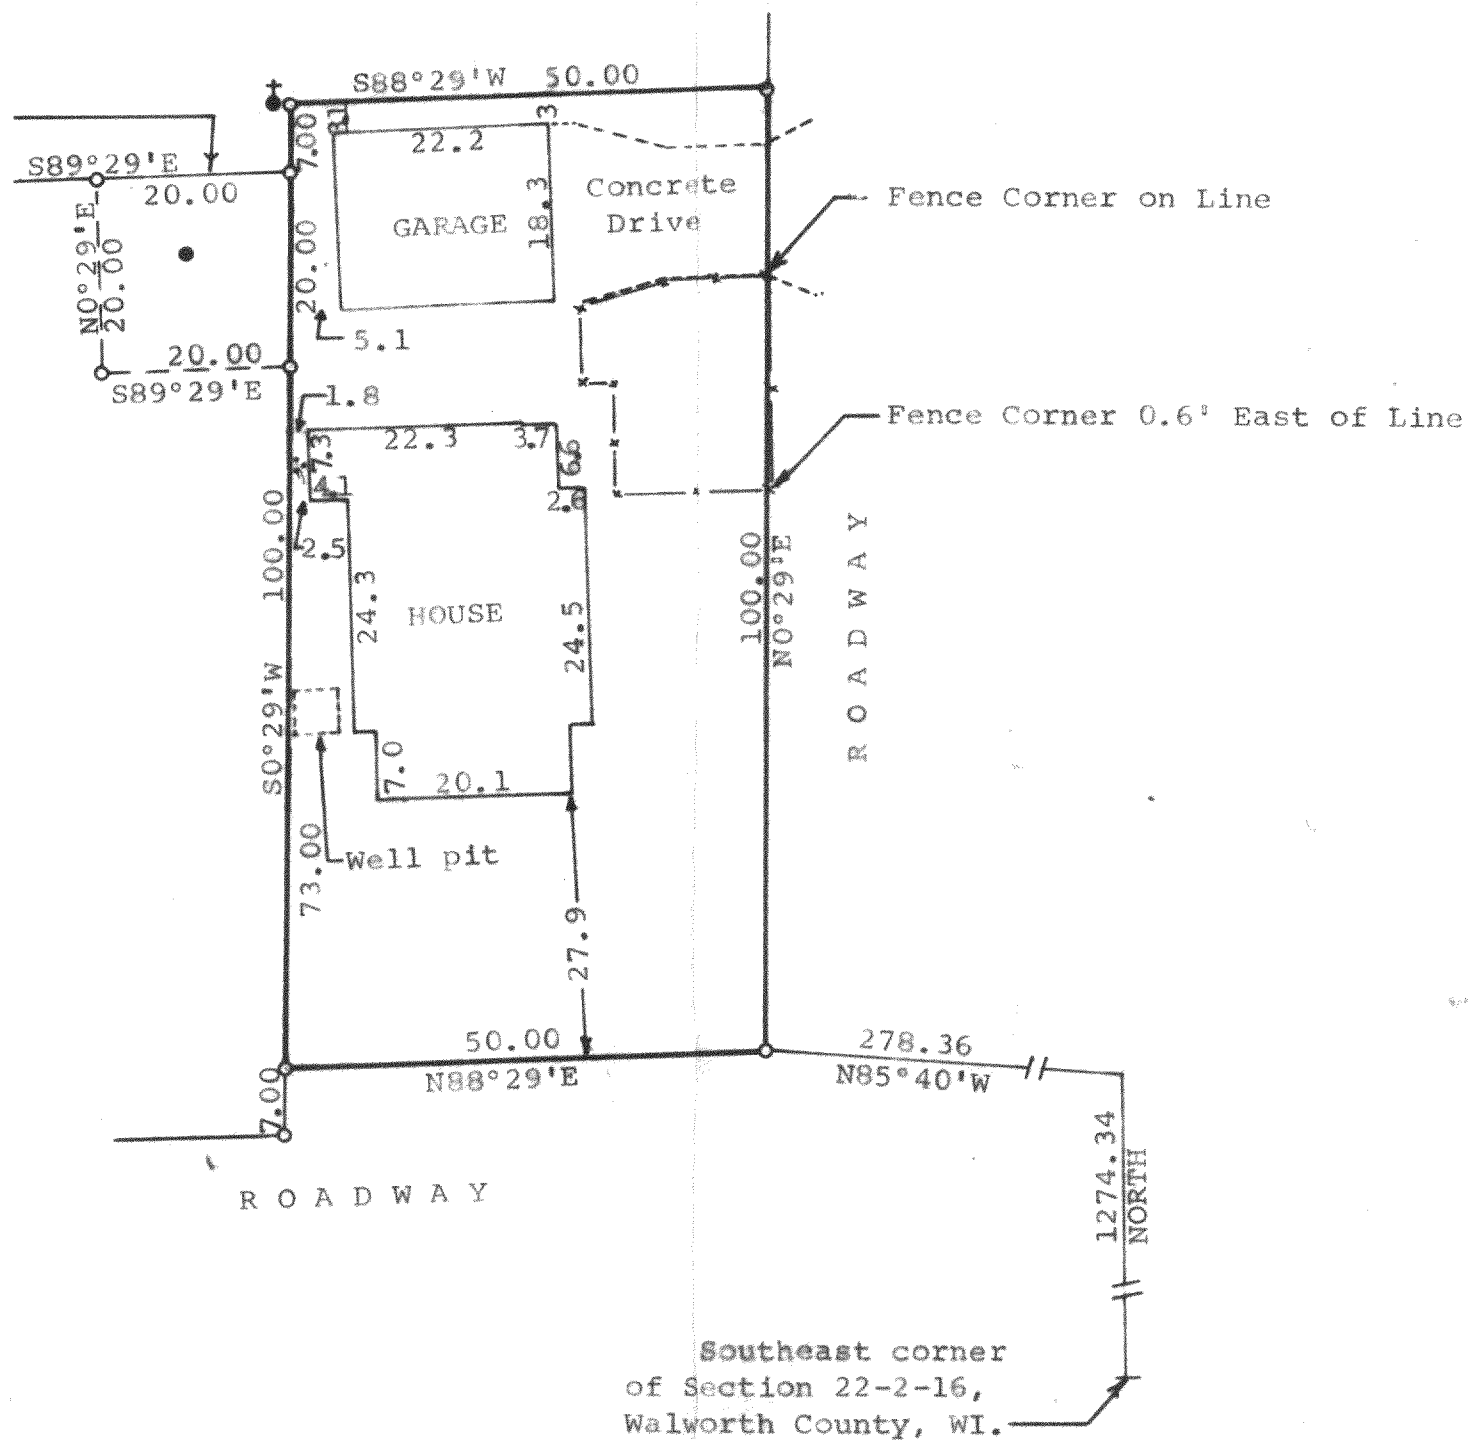 S88°29'W 50.00
7.00
3
22.2
S89°29'E
20.00
Concrete
Drive
18.3
GARAGE
Fence Corner on Line
N0°29'E
20.00
20.00
5.1
20.00
S89°29'E
1.8
22.3
3.7
7.3
6.6
4.1
2.6
Fence Corner 0.6' East of Line
2.5
100.00
S0°29'W
24.3
HOUSE
24.5
100.00
N0°29'E
ROADWAY
7.0
20.1
Well pit
73.00
27.9
50.00
N88°29'E
278.36
N85°40'W
7.00
ROADWAY
1274.34
NORTH
Southeast corner
of Section 22-2-16,
Walworth County, WI.